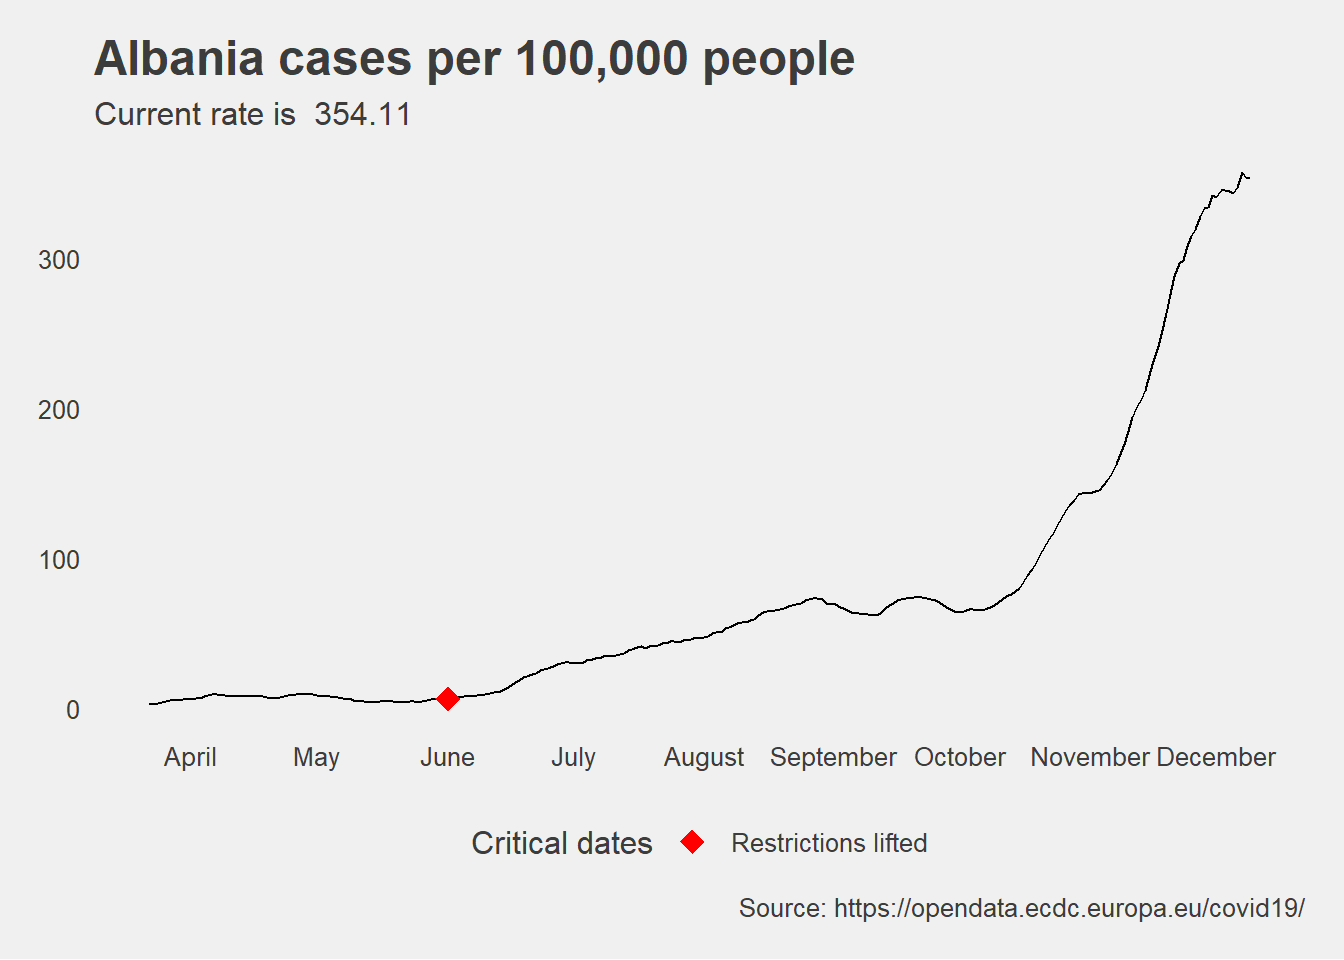 Albania cases per 100,000 people
Current rate is  354.11
300
200
100
0
April May June July August September October November December
Critical dates Restrictions lifted
Source: https://opendata.ecdc.europa.eu/covid19/